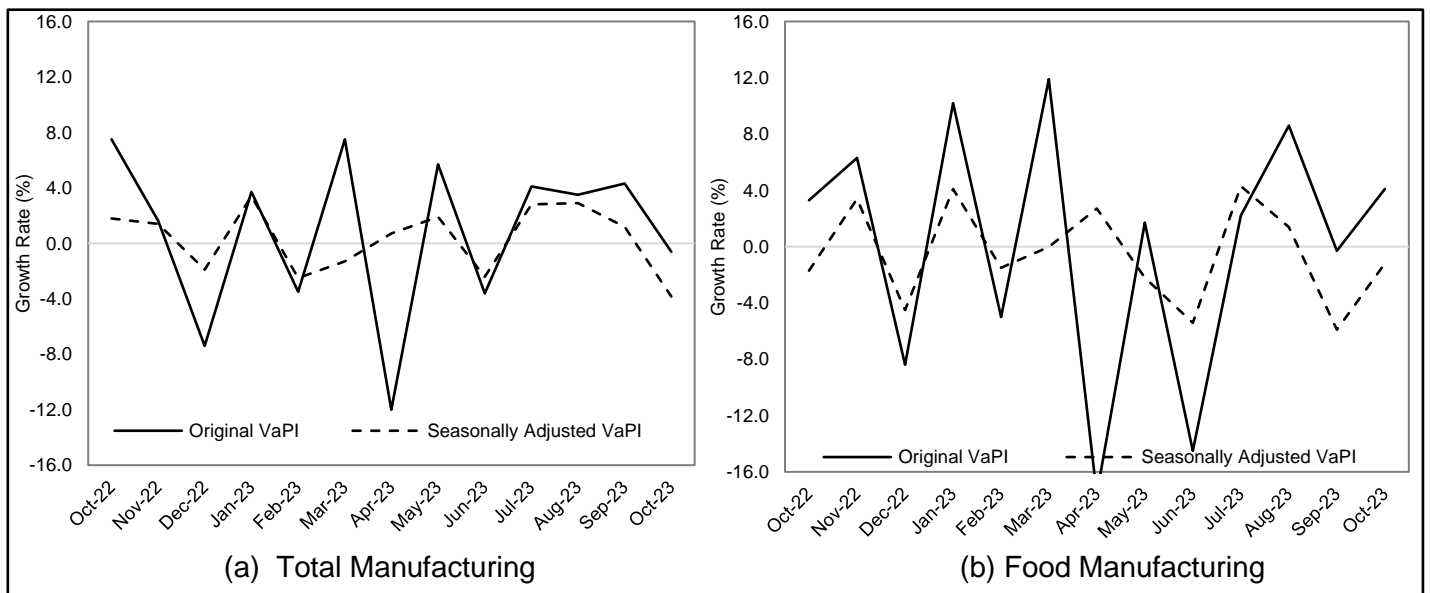 16.0
12.0
8.0
4.0
0.0
-4.0
-8.0
-12.0
-16.0
Growth Rate (%)
Original VaPI
Seasonally Adjusted VaPI
Oct-22
Nov-22
Dec-22
Jan-23
Feb-23
Mar-23
Apr-23
May-23
Jun-23
Jul-23
Aug-23
Sep-23
Oct-23
(a) Total Manufacturing
16.0
12.0
8.0
4.0
0.0
-4.0
-8.0
-12.0
-16.0
Growth Rate (%)
Original VaPI
Seasonally Adjusted VaPI
Oct-22
Nov-22
Dec-22
Jan-23
Feb-23
Mar-23
Apr-23
May-23
Jun-23
Jul-23
Aug-23
Sep-23
Oct-23
(b) Food Manufacturing